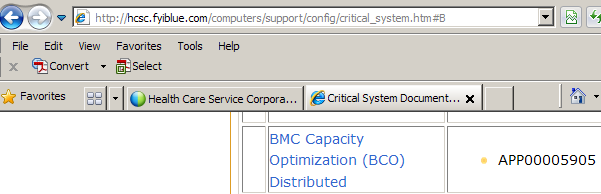 http://hcsc.fyiblue.com/computers/support/config/critical_system.htm#B
File Edit View Favorites Tools Help
x Convert Select
Favorites Health Care Service Corpora... Critical System Document... X
BMC Capacity
Optimization (BCO)
Distributed
• APP00005905